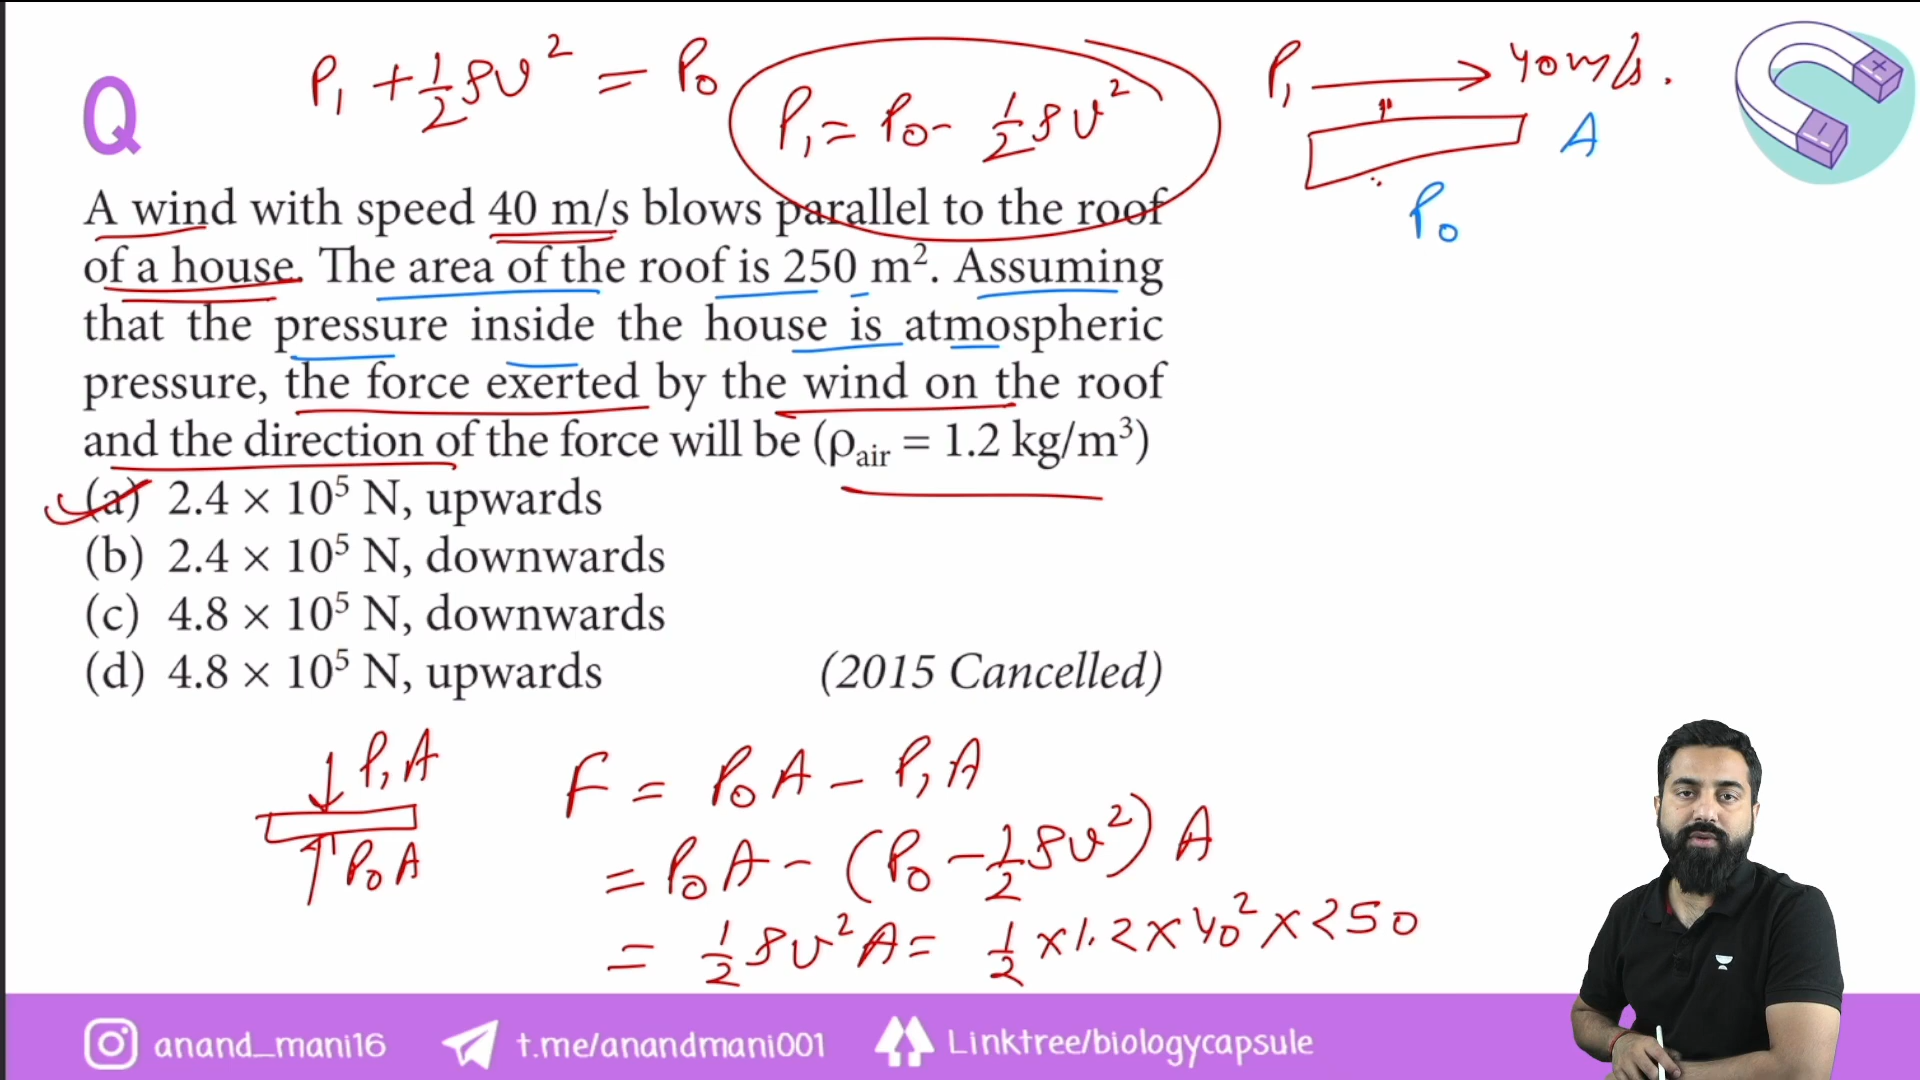 P₁ + ½ρv² = P₀
P₁ = P₀ - ½ρv²
P₁ → 40m/s.
A
P₀
Q
A wind with speed 40 m/s blows parallel to the roof
of a house. The area of the roof is 250 m². Assuming
that the pressure inside the house is atmospheric
pressure, the force exerted by the wind on the roof
and the direction of the force will be (ρair = 1.2 kg/m³)
(a) 2.4 × 10⁵ N, upwards
(b) 2.4 × 10⁵ N, downwards
(c) 4.8 × 10⁵ N, downwards
(d) 4.8 × 10⁵ N, upwards (2015 Cancelled)
↓ P₁A
↑ P₀A
F = P₀A - P₁A
= P₀A - (P₀ - ½ρv²) A
= ½ρv²A = ½ × 1.2 × 40² × 250
anand_mani16 t.me/anandmani001 Linktree/biologycapsule